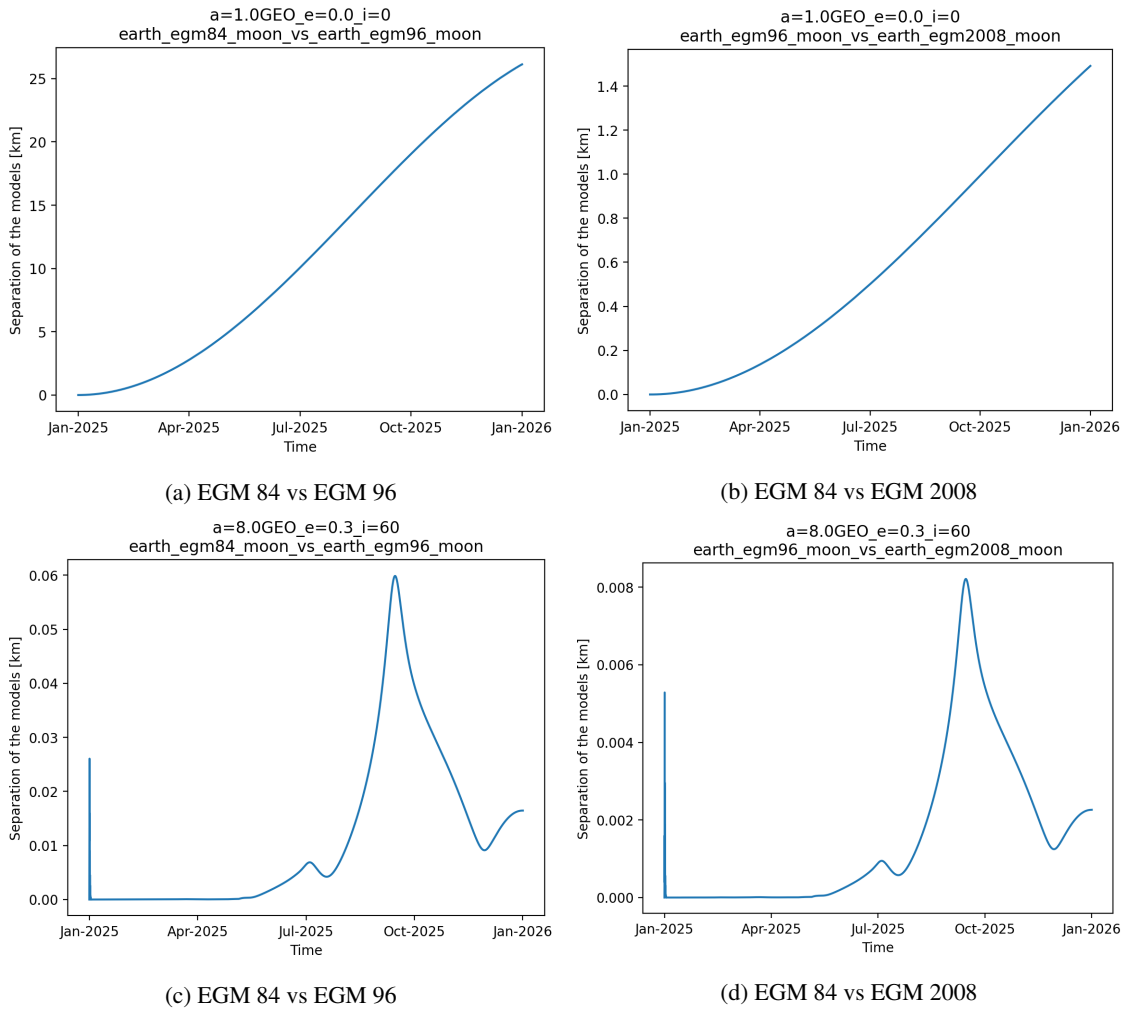 a=1.0GEO_e=0.0_i=0
earth_egm84_moon_vs_earth_egm96_moon
Separation of the models [km]
25
20
15
10
5
0
Jan-2025 Apr-2025 Jul-2025 Oct-2025 Jan-2026
Time
(a) EGM 84 vs EGM 96
a=1.0GEO_e=0.0_i=0
earth_egm96_moon_vs_earth_egm2008_moon
Separation of the models [km]
1.4
1.2
1.0
0.8
0.6
0.4
0.2
0.0
Jan-2025 Apr-2025 Jul-2025 Oct-2025 Jan-2026
Time
(b) EGM 84 vs EGM 2008
a=8.0GEO_e=0.3_i=60
earth_egm84_moon_vs_earth_egm96_moon
Separation of the models [km]
0.06
0.05
0.04
0.03
0.02
0.01
0.00
Jan-2025 Apr-2025 Jul-2025 Oct-2025 Jan-2026
Time
(c) EGM 84 vs EGM 96
a=8.0GEO_e=0.3_i=60
earth_egm96_moon_vs_earth_egm2008_moon
Separation of the models [km]
0.008
0.006
0.004
0.002
0.000
Jan-2025 Apr-2025 Jul-2025 Oct-2025 Jan-2026
Time
(d) EGM 84 vs EGM 2008